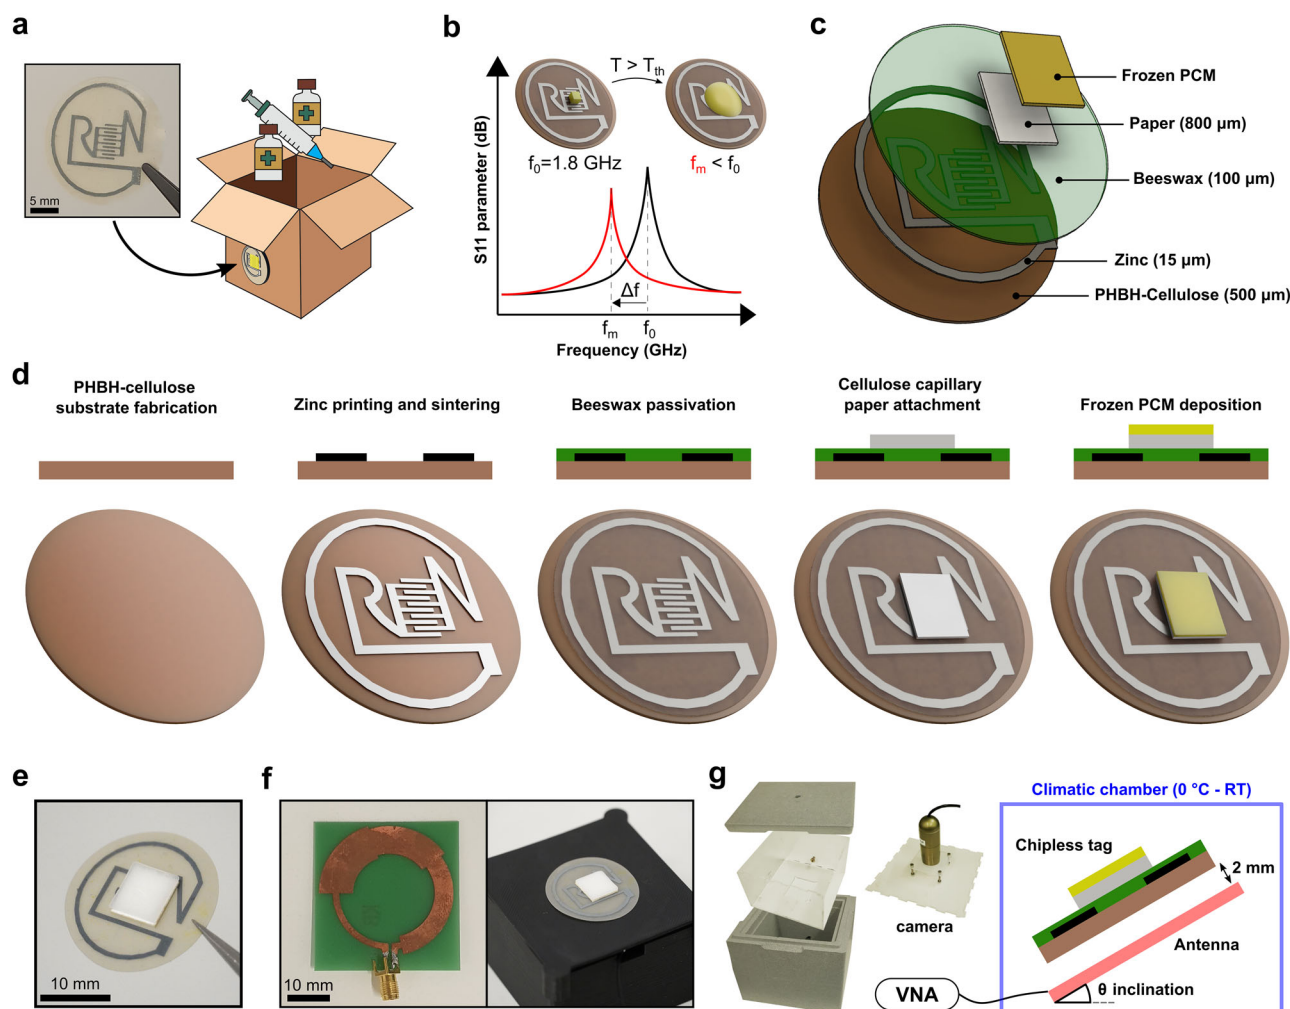 a
5 mm
b
S11 parameter (dB)
T > Tth
f0=1.8 GHz
fm < f0
Δf
fm
f0
Frequency (GHz)
c
Frozen PCM
Paper (800 µm)
Beeswax (100 µm)
Zinc (15 µm)
PHBH-Cellulose (500 µm)
d
PHBH-cellulose
substrate fabrication
Zinc printing and sintering
Beeswax passivation
Cellulose capillary
paper attachment
Frozen PCM deposition
e
10 mm
f
10 mm
g
camera
VNA
Climatic chamber (0 °C - RT)
Chipless tag
2 mm
Antenna
θ inclination